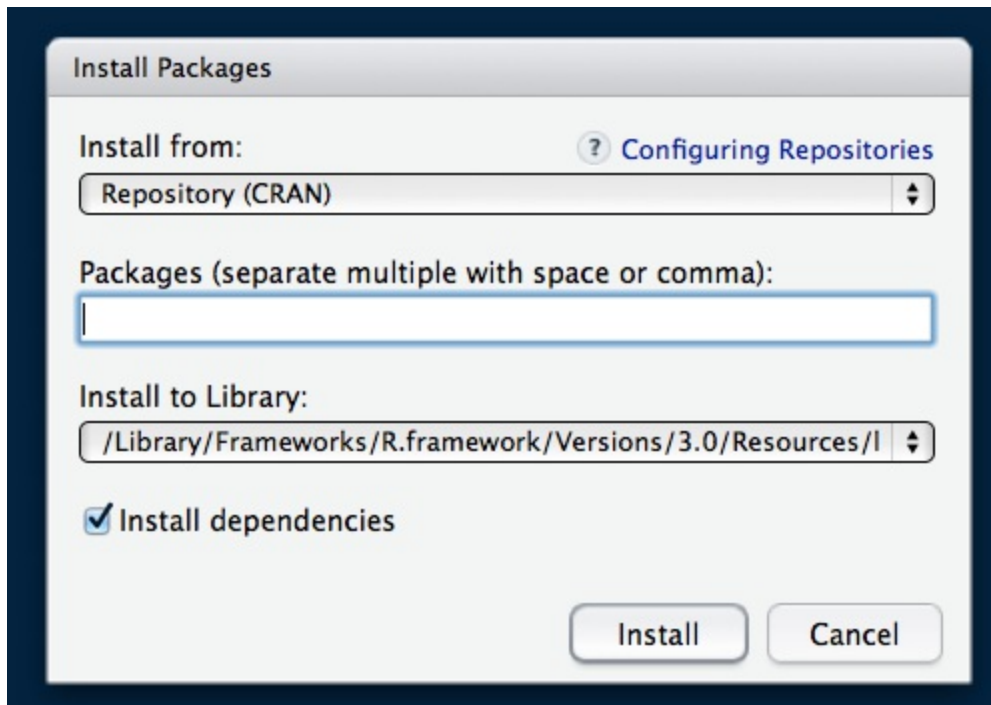 Install Packages
Install from:
? Configuring Repositories
Repository (CRAN)
Packages (separate multiple with space or comma):
Install to Library:
/Library/Frameworks/R.framework/Versions/3.0/Resources/l
Install dependencies
Install
Cancel